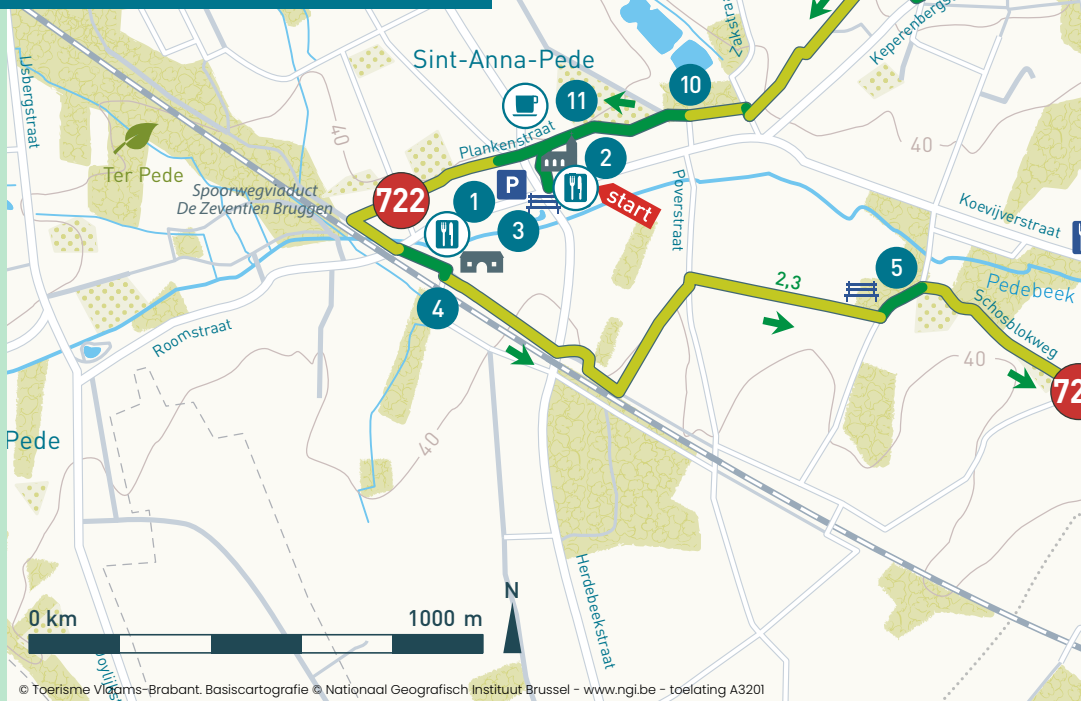 IJsbergstraat
Sint-Anna-Pede
Zakstra
Keperenbergs
10
11
40
40
Plankenstraat
2
Ter Pede
Spoorwegviaduct
De Zeventien Bruggen
722
P
1
start
3
Poverstraat
Koevijverstraat
5
2,3
Pedebeek
4
Schosblokweg
Roomstraat
40
72
40
Pede
Herdebeekstraat
N
0 km
1000 m
© Toerisme Vlaams-Brabant. Basiscartografie © Nationaal Geografisch Instituut Brussel - www.ngi.be - toelating A3201